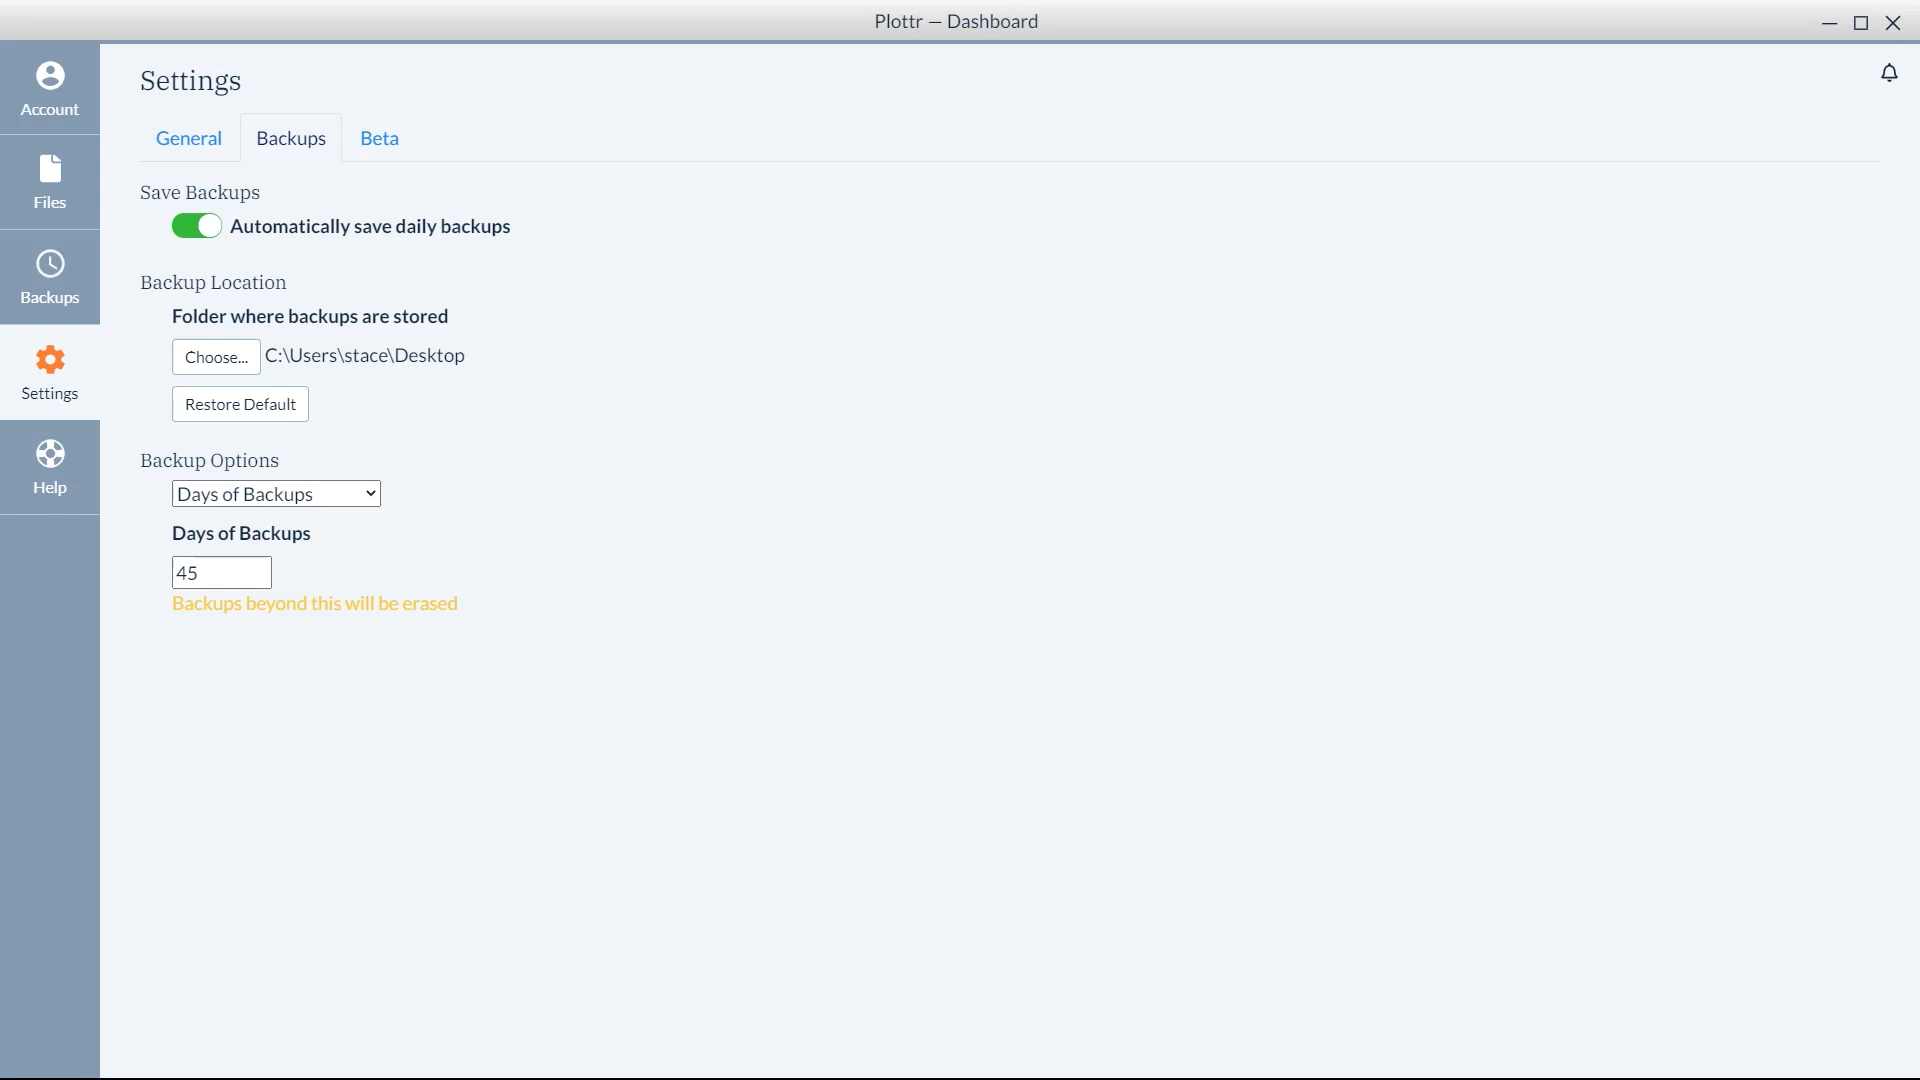 Plottr — Dashboard
Account
Files
Backups
Settings
Help
Settings
General
Backups
Beta
Save Backups
Automatically save daily backups
Backup Location
Folder where backups are stored
Choose... C:\Users\stace\Desktop
Restore Default
Backup Options
Days of Backups
Days of Backups
45
Backups beyond this will be erased